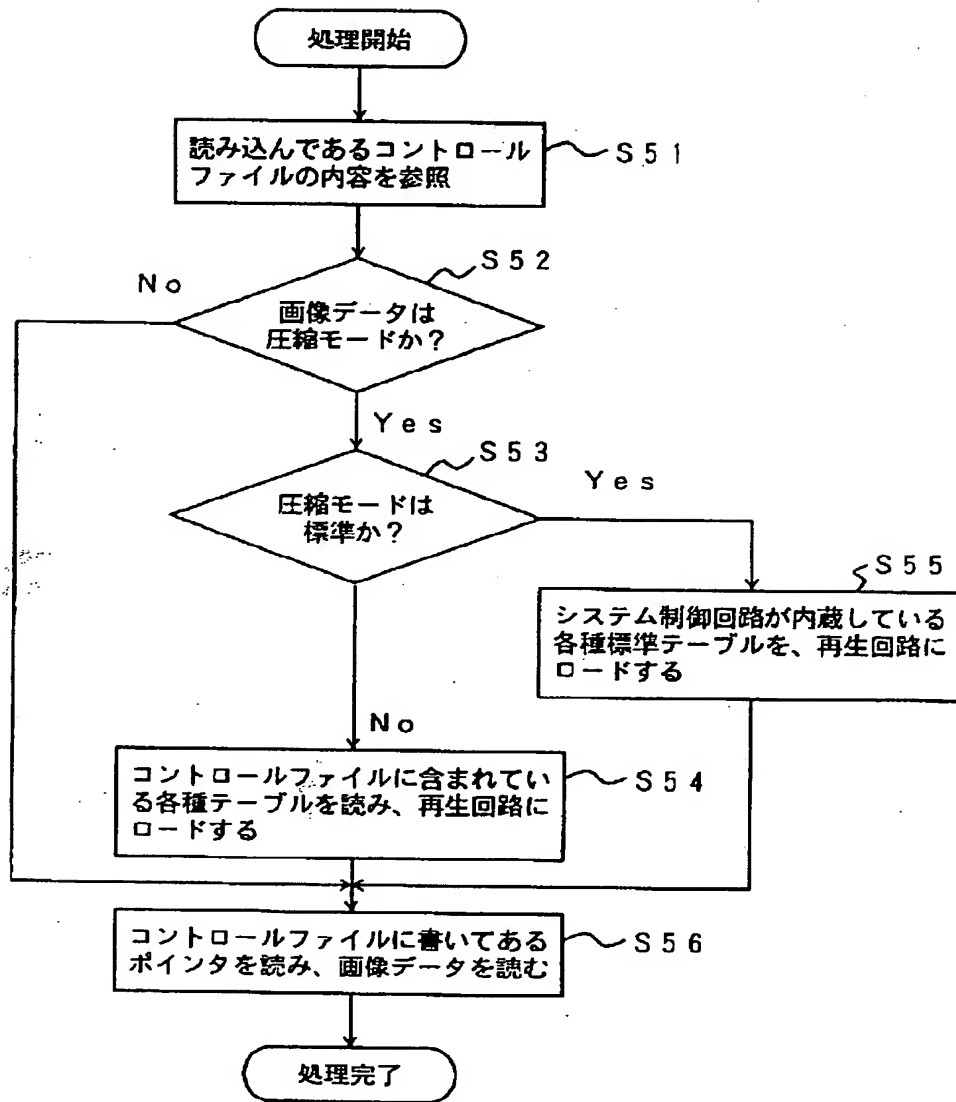 処理開始
読み込んであるコントロール
ファイルの内容を参照
S51
S52
No
画像データは
圧縮モードか?
Yes
S53
圧縮モードは
標準か?
Yes
S55
システム制御回路が内蔵している
各種標準テーブルを、再生回路に
ロードする
No
コントロールファイルに含まれてい
る各種テーブルを読み、再生回路に
ロードする
S54
コントロールファイルに書いてある
ポインタを読み、画像データを読む
S56
処理完了